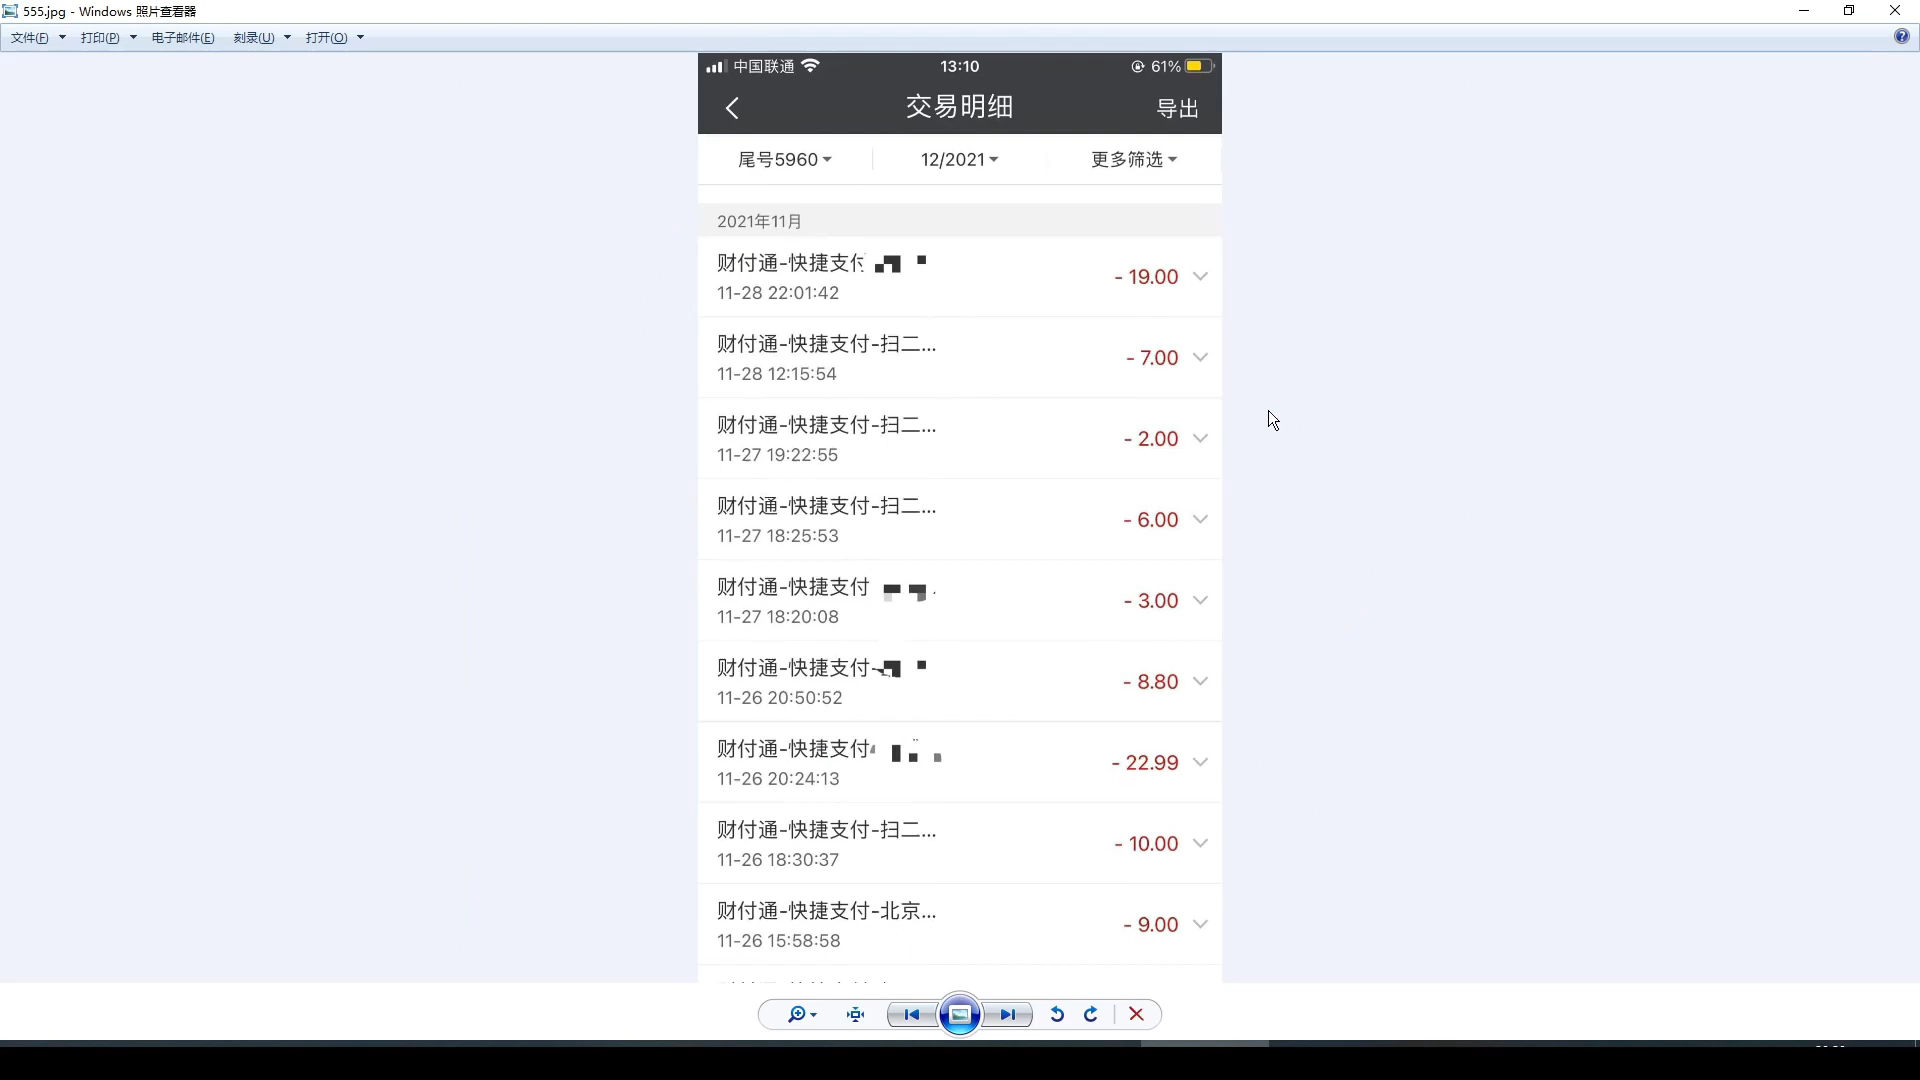 555.jpg - Windows 照片查看器
文件(F) 打印(P) 电子邮件(E) 刻录(U) 打开(O)
中国联通 13:10 61%
交易明细 导出
尾号5960 12/2021 更多筛选
2021年11月
财付通-快捷支付
- 19.00
11-28 22:01:42
财付通-快捷支付-扫二...
- 7.00
11-28 12:15:54
财付通-快捷支付-扫二...
- 2.00
11-27 19:22:55
财付通-快捷支付-扫二...
- 6.00
11-27 18:25:53
财付通-快捷支付
- 3.00
11-27 18:20:08
财付通-快捷支付-
- 8.80
11-26 20:50:52
财付通-快捷支付
- 22.99
11-26 20:24:13
财付通-快捷支付-扫二...
- 10.00
11-26 18:30:37
财付通-快捷支付-北京...
- 9.00
11-26 15:58:58